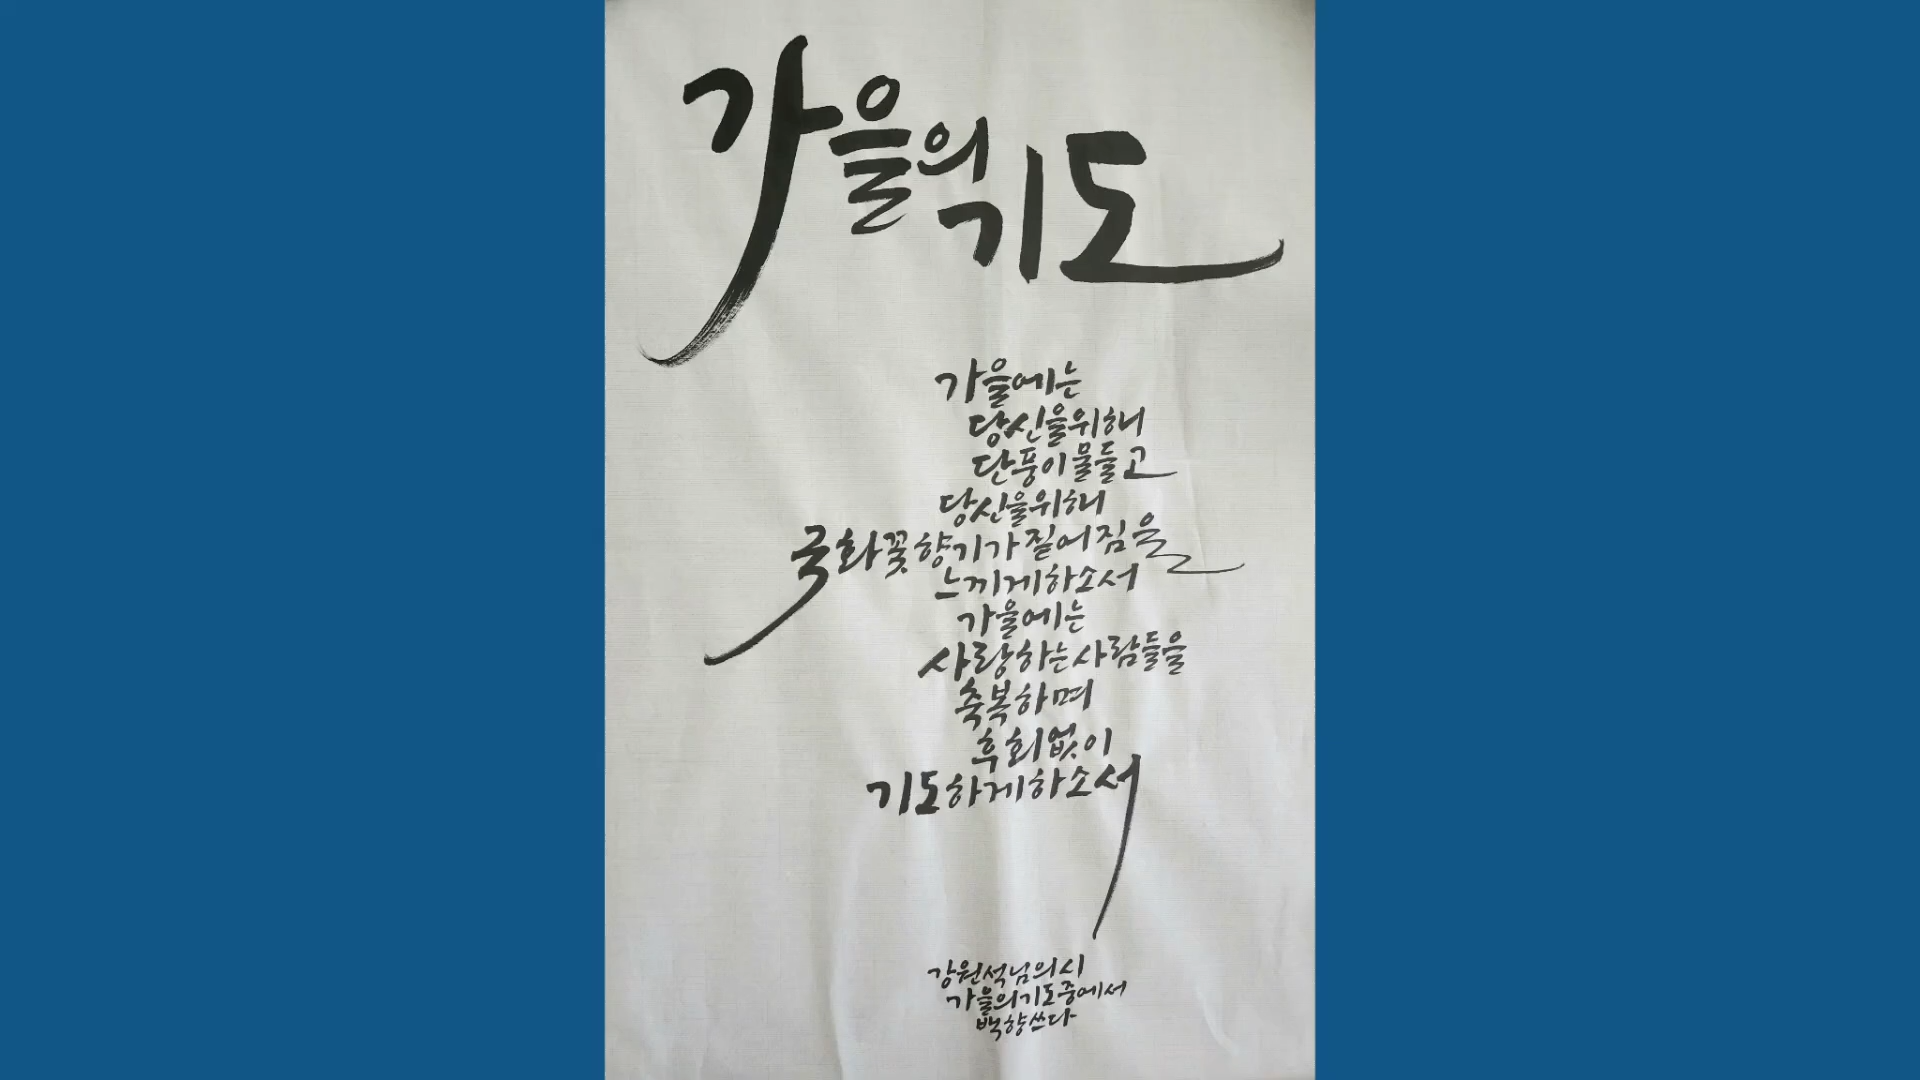 가을의
기도
가을에는
당신을위해
단풍이물들고
당신을위해
국화꽃향기가짙어짐을
느끼게하소서
가을에는
사랑하는사람들을
축복하며
후회없이
기도하게하소서
강원석님의시
가을의기도중에서
백향쓰다